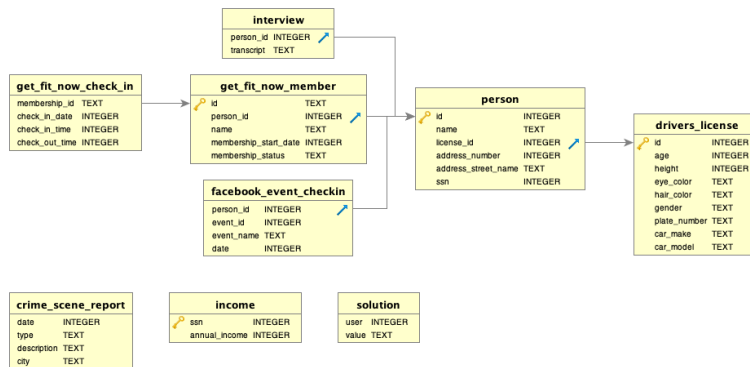 interview
person_id INTEGER
transcript TEXT
get_fit_now_check_in
membership_id TEXT
check_in_date INTEGER
check_in_time INTEGER
check_out_time INTEGER
get_fit_now_member
id TEXT
person_id INTEGER
name TEXT
membership_start_date INTEGER
membership_status TEXT
person
id INTEGER
name TEXT
license_id INTEGER
address_number INTEGER
address_street_name TEXT
ssn INTEGER
drivers_license
id INTEGER
age INTEGER
height INTEGER
eye_color TEXT
hair_color TEXT
gender TEXT
plate_number TEXT
car_make TEXT
car_model TEXT
facebook_event_checkin
person_id INTEGER
event_id INTEGER
event_name TEXT
date INTEGER
crime_scene_report
date INTEGER
type TEXT
description TEXT
city TEXT
income
ssn INTEGER
annual_income INTEGER
solution
user INTEGER
value TEXT